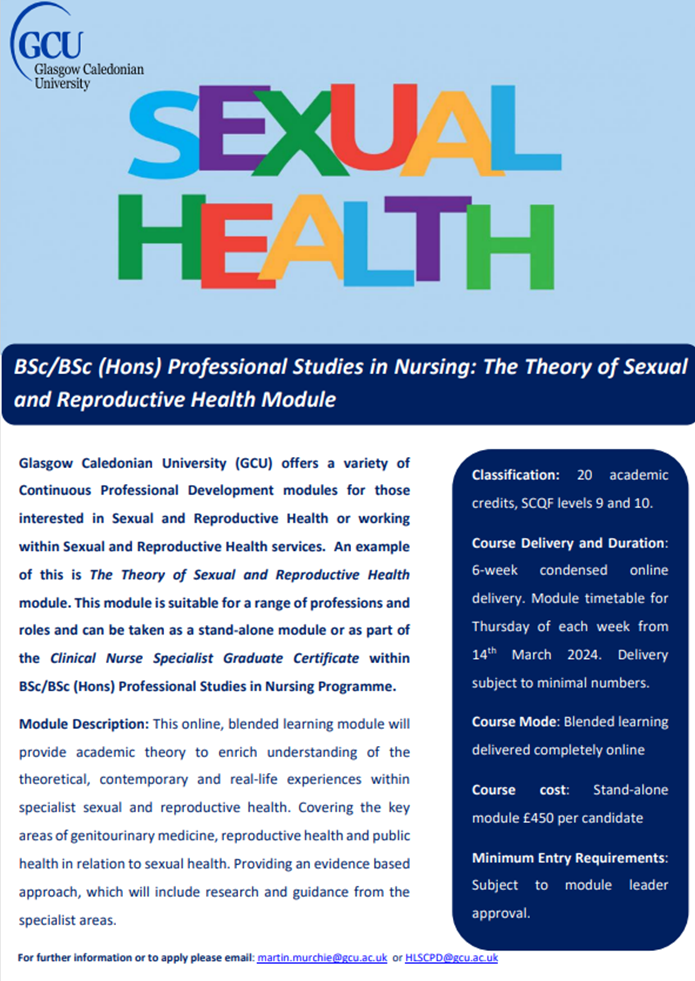 GCU
Glasgow Caledonian
University
SEXUAL
HEALTH
BSc/BSc (Hons) Professional Studies in Nursing: The Theory of Sexual
and Reproductive Health Module
Glasgow Caledonian University (GCU) offers a variety of
Continuous Professional Development modules for those
interested in Sexual and Reproductive Health or working
within Sexual and Reproductive Health services. An example
of this is The Theory of Sexual and Reproductive Health
module. This module is suitable for a range of professions and
roles and can be taken as a stand-alone module or as part of
the Clinical Nurse Specialist Graduate Certificate within
BSc/BSc (Hons) Professional Studies in Nursing Programme.
Module Description: This online, blended learning module will
provide academic theory to enrich understanding of the
theoretical, contemporary and real-life experiences within
specialist sexual and reproductive health. Covering the key
areas of genitourinary medicine, reproductive health and public
health in relation to sexual health. Providing an evidence based
approach, which will include research and guidance from the
specialist areas.
Classification: 20 academic
credits, SCQF levels 9 and 10.
Course Delivery and Duration:
6-week condensed online
delivery. Module timetable for
Thursday of each week from
14th March 2024. Delivery
subject to minimal numbers.
Course Mode: Blended learning
delivered completely online
Course cost: Stand-alone
module £450 per candidate
Minimum Entry Requirements:
Subject to module leader
approval.
For further information or to apply please email: martin.murchie@gcu.ac.uk or HLSCPD@gcu.ac.uk